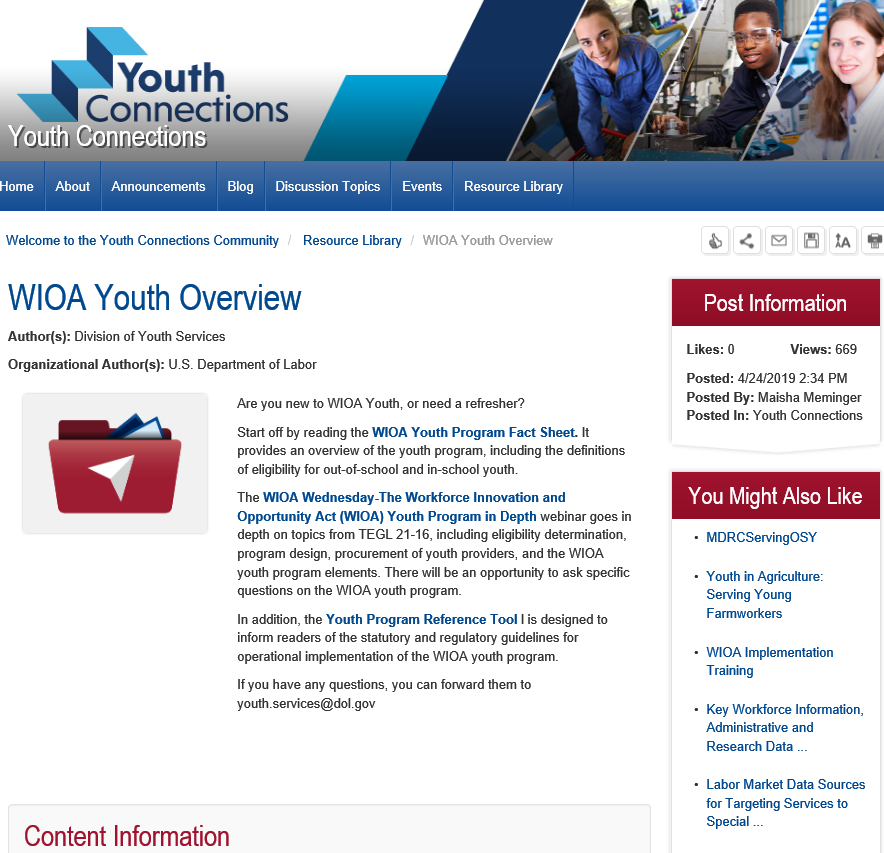 Youth
Connections
Youth Connections
Home About Announcements Blog Discussion Topics Events Resource Library
Welcome to the Youth Connections Community / Resource Library / WIOA Youth Overview
A
WIOA Youth Overview
Author(s): Division of Youth Services
Organizational Author(s): U.S. Department of Labor
Are you new to WIOA Youth, or need a refresher?
Start off by reading the WIOA Youth Program Fact Sheet. It
provides an overview of the youth program, including the definitions
of eligibility for out-of-school and in-school youth.
The WIOA Wednesday-The Workforce Innovation and
Opportunity Act (WIOA) Youth Program in Depth webinar goes in
depth on topics from TEGL 21-16, including eligibility determination,
program design, procurement of youth providers, and the WIOA
youth program elements. There will be an opportunity to ask specific
questions on the WIOA youth program.
In addition, the Youth Program Reference Tool l is designed to
inform readers of the statutory and regulatory guidelines for
operational implementation of the WIOA youth program.
If you have any questions, you can forward them to
youth.services@dol.gov
Content Information
Post Information
Likes: 0 Views: 669
Posted: 4/24/2019 2:34 PM
Posted By: Maisha Meminger
Posted In: Youth Connections
You Might Also Like
• MDRCServingOSY
• Youth in Agriculture:
Serving Young
Farmworkers
• WIOA Implementation
Training
• Key Workforce Information,
Administrative and
Research Data ...
• Labor Market Data Sources
for Targeting Services to
Special ...